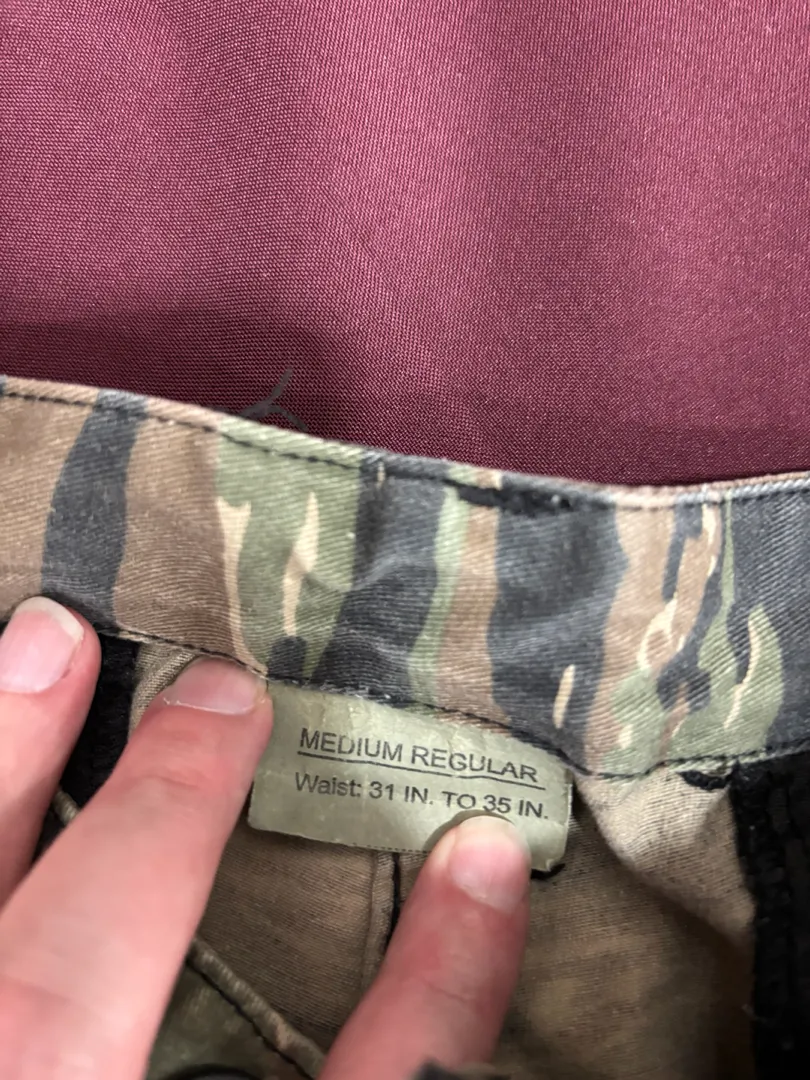 MEDIUM REGULAR
Waist: 31 IN. TO 35 IN.